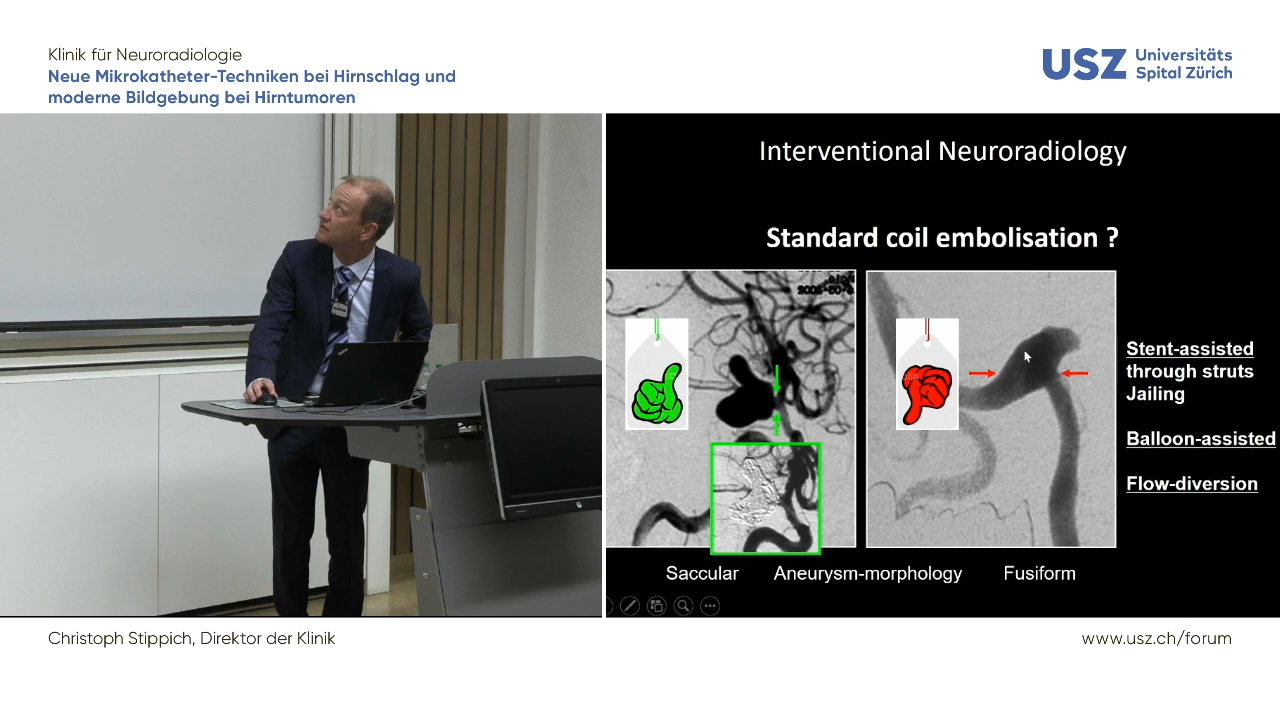 Klinik für Neuroradiologie
Neue Mikrokatheter-Techniken bei Hirnschlag und
moderne Bildgebung bei Hirntumoren
USZ Universitäts
Spital Zürich
Interventional Neuroradiology
Standard coil embolisation ?
Stent-assisted
through struts
Jailing
Balloon-assisted
Flow-diversion
Saccular Aneurysm-morphology Fusiform
Christoph Stippich, Direktor der Klinik
www.usz.ch/forum